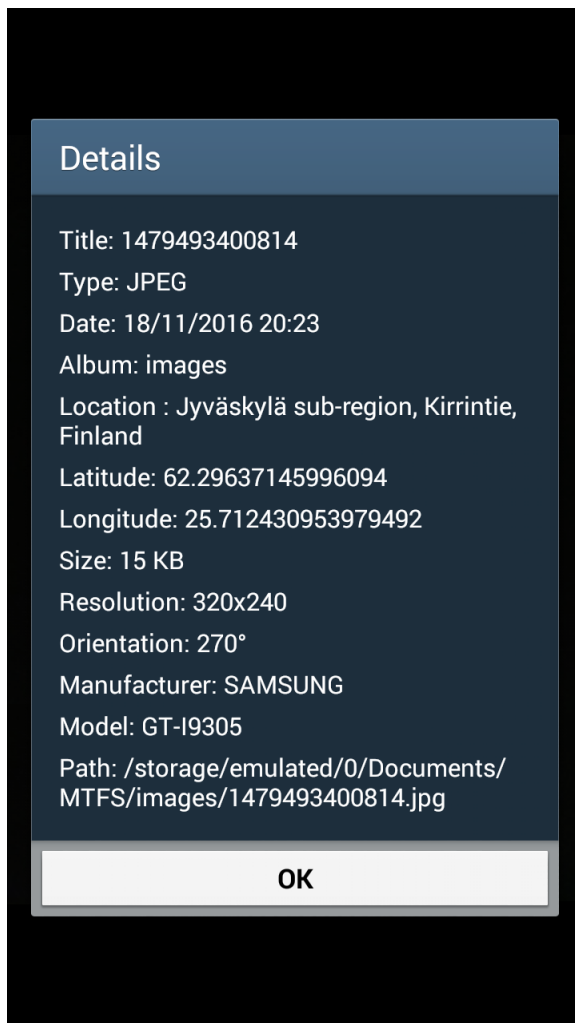 Details
Title: 1479493400814
Type: JPEG
Date: 18/11/2016 20:23
Album: images
Location : Jyväskylä sub-region, Kirrintie,
Finland
Latitude: 62.29637145996094
Longitude: 25.712430953979492
Size: 15 KB
Resolution: 320x240
Orientation: 270°
Manufacturer: SAMSUNG
Model: GT-I9305
Path: /storage/emulated/0/Documents/
MTFS/images/1479493400814.jpg
OK